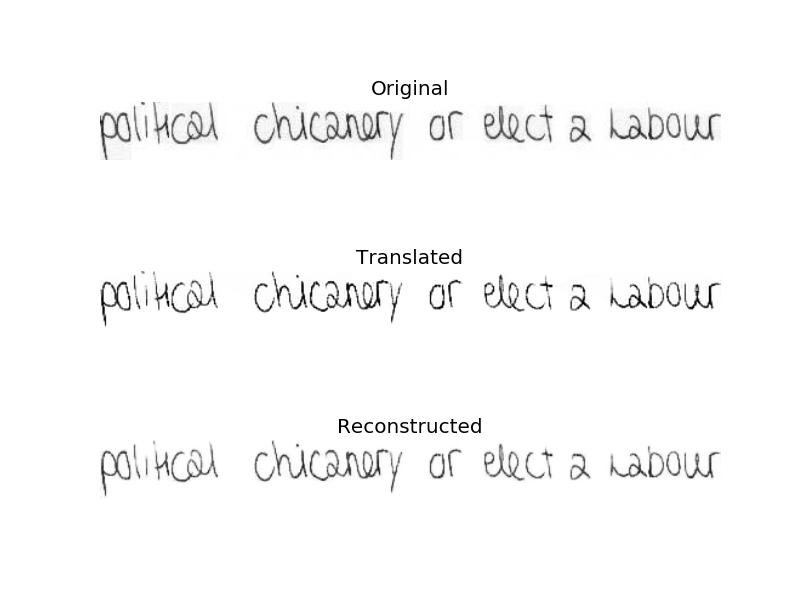 Original
political chicanery or elect a Labour
Translated
political chicanery or elect a Labour
Reconstructed
political chicanery or elect a Labour